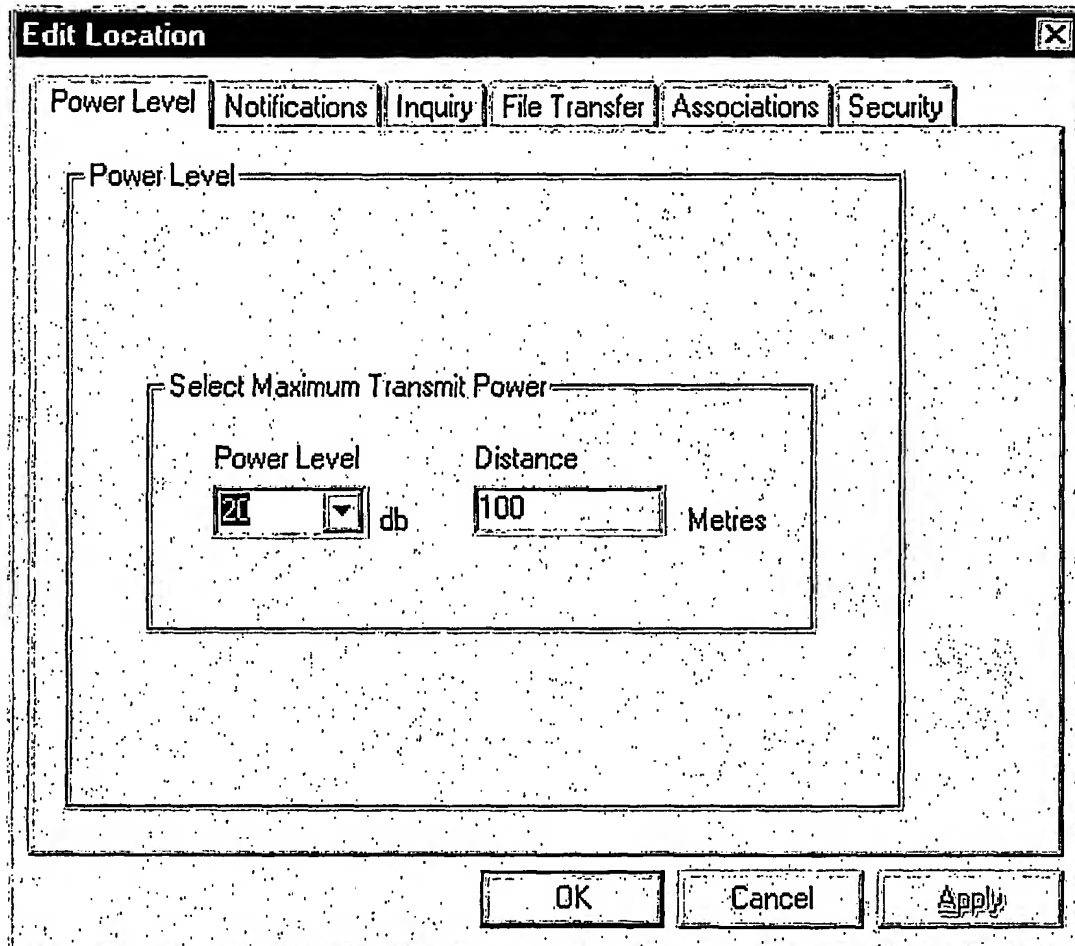 Edit Location
Power Level Notifications Inquiry File Transfer Associations Security
Power Level
Select Maximum Transmit Power
Power Level Distance
20 db 100 Metres
OK Cancel Apply